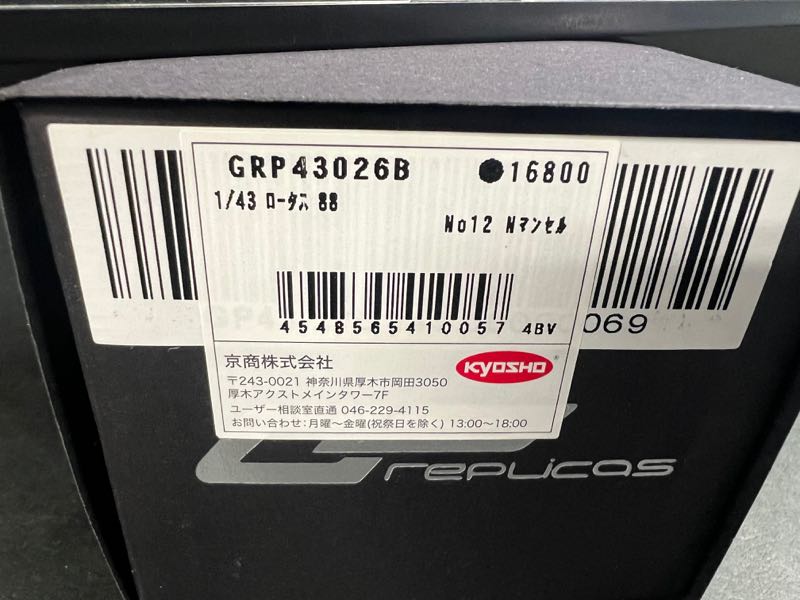 GRP43026B ●16800
1/43 ロータス 88
No12 Nマンセル
4548565410057 4BV
069
京商株式会社
KYOSHO®
〒243-0021 神奈川県厚木市岡田3050
厚木アクストメインタワー7F
ユーザー相談室直通 046-229-4115
お問い合わせ:月曜〜金曜(祝祭日を除く) 13:00〜18:00
replicas